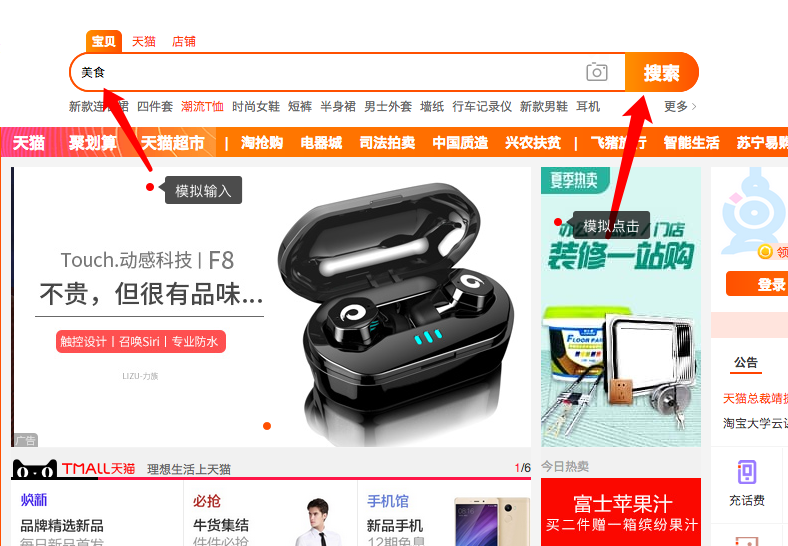 宝贝 天猫 店铺
美食
搜索
新款连 裙 四件套 潮流T恤 时尚女鞋 短裤 半身裙 男士外套 墙纸 行车记录仪 新款男鞋 耳机 更多
天猫 聚划算 天猫超市 | 淘抢购 电器城 司法拍卖 中国质造 兴农扶贫 | 飞猪旅行 智能生活 苏宁易购
模拟输入
Touch.动感科技 | F8
不贵，但很有品味...
触控设计 | 召唤Siri | 专业防水
LIZU·力族
广告
夏季热卖
模拟点击
门店
装修一站购
FLOOR PA
领
登录
公告
天猫总裁靖
淘宝大学云
充话费
TMALL天猫 理想生活上天猫 1/6
焕新
品牌精选新品
每日新品首发
必抢
牛货集结
件件必抢
手机馆
新品手机
12期免息
今日热卖
富士苹果汁
买二件赠一箱缤纷果汁